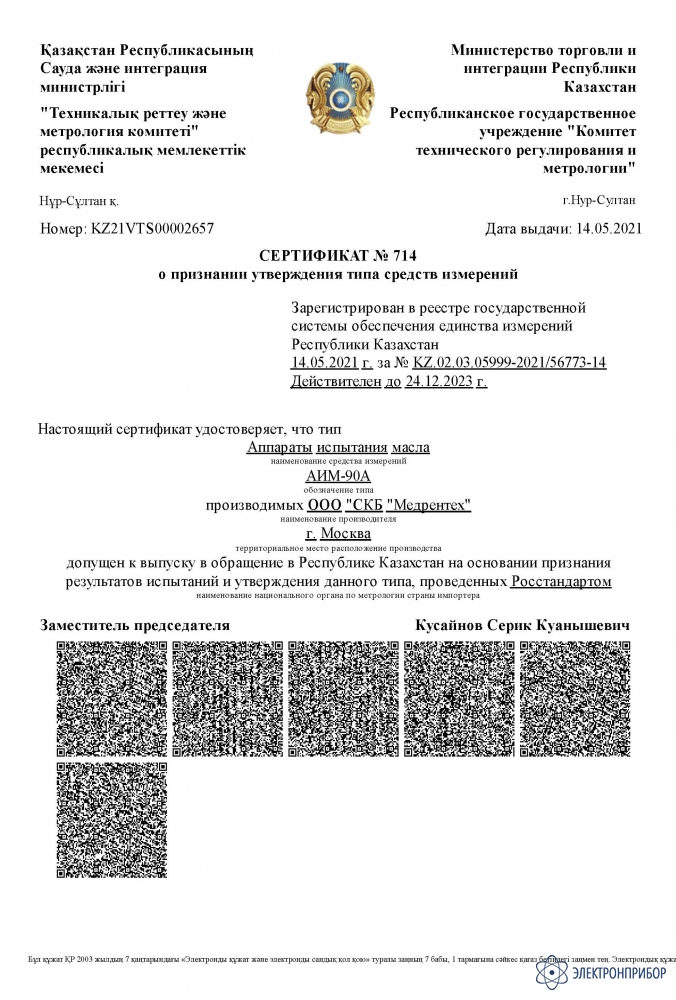 Қазақстан Республикасының
Сауда және интеграция
министрлігі
"Техникалық реттеу және
метрология комитеті"
республикалық мемлекеттік
мекемесі
Министерство торговли и
интеграции Республики
Казахстан
Республиканское государственное
учреждение "Комитет
технического регулирования и
метрологии"
Нұр-Сұлтан қ.
г.Нур-Султан
Номер: KZ21VTS00002657
Дата выдачи: 14.05.2021
СЕРТИФИКАТ № 714
о признании утверждения типа средств измерений
Зарегистрирован в реестре государственной
системы обеспечения единства измерений
Республики Казахстан
14.05.2021 г. за № KZ.02.03.05999-2021/56773-14
Действителен до 24.12.2023 г.
Настоящий сертификат удостоверяет, что тип
Аппараты испытания масла
наименование средства измерений
АИМ-90А
обозначение типа
производимых ООО "СКБ "Медрентех"
наименование производителя
г. Москва
территориальное место расположение производства
допущен к выпуску в обращение в Республике Казахстан на основании признания
результатов испытаний и утверждения данного типа, проведенных Росстандартом
наименование национального органа по метрологии страны импортера
Заместитель председателя
Кусайнов Серик Куанышевич
Бұл құжат ҚР 2003 жылдың 7 қаңтарындағы «Электронды құжат және электронды сандық қол қою» туралы заңның 7 бабы, 1 тармағына сәйкес қағаз бетіндегі заңмен тең. Электрондық
ЭЛЕКТРОНПРИБОР